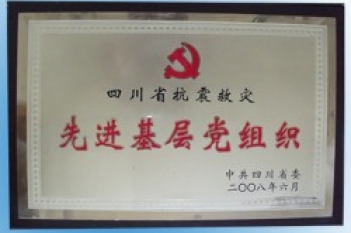 四川省抗震救灾
先进基层党组织
中共四川省委
二〇〇八年六月